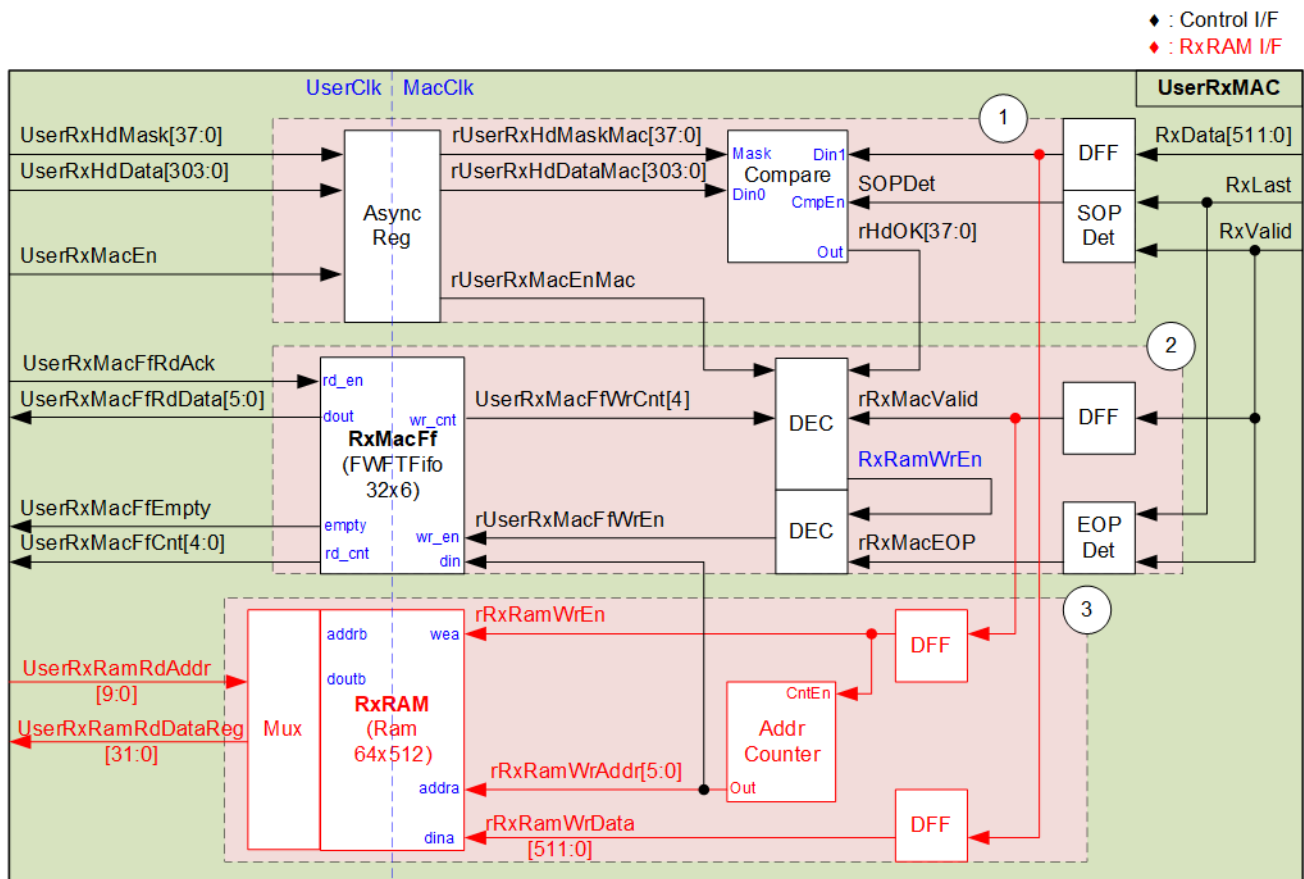 ♦ : Control I/F
♦ : RxRAM I/F
UserClk MacClk
UserRxMAC
1
UserRxHdMask[37:0]
rUserRxHdMaskMac[37:0]
RxData[511:0]
Mask Din1
DFF
Compare
UserRxHdData[303:0]
rUserRxHdDataMac[303:0]
Din0
SOPDet
RxLast
CmpEn
Async
Reg
SOP
Det
rHdOK[37:0]
RxValid
Out
UserRxMacEn
rUserRxMacEnMac
2
UserRxMacFfRdAck
rd_en
UserRxMacFfRdData[5:0]
dout
wr_cnt
UserRxMacFfWrCnt[4]
rRxMacValid
DEC
DFF
RxMacFf
(FWFTFifo
32x6)
RxRamWrEn
UserRxMacFfEmpty
empty
wr_en
rUserRxMacFfWrEn
DEC
EOP
Det
UserRxMacFfCnt[4:0]
rd_cnt
din
rRxMacEOP
3
rRxRamWrEn
addrb
wea
DFF
UserRxRamRdAddr
[9:0]
doutb
CntEn
RxRAM
(Ram
64x512)
Mux
Addr
Counter
UserRxRamRdDataReg
[31:0]
rRxRamWrAddr[5:0]
addra
Out
rRxRamWrData
[511:0]
dina
DFF